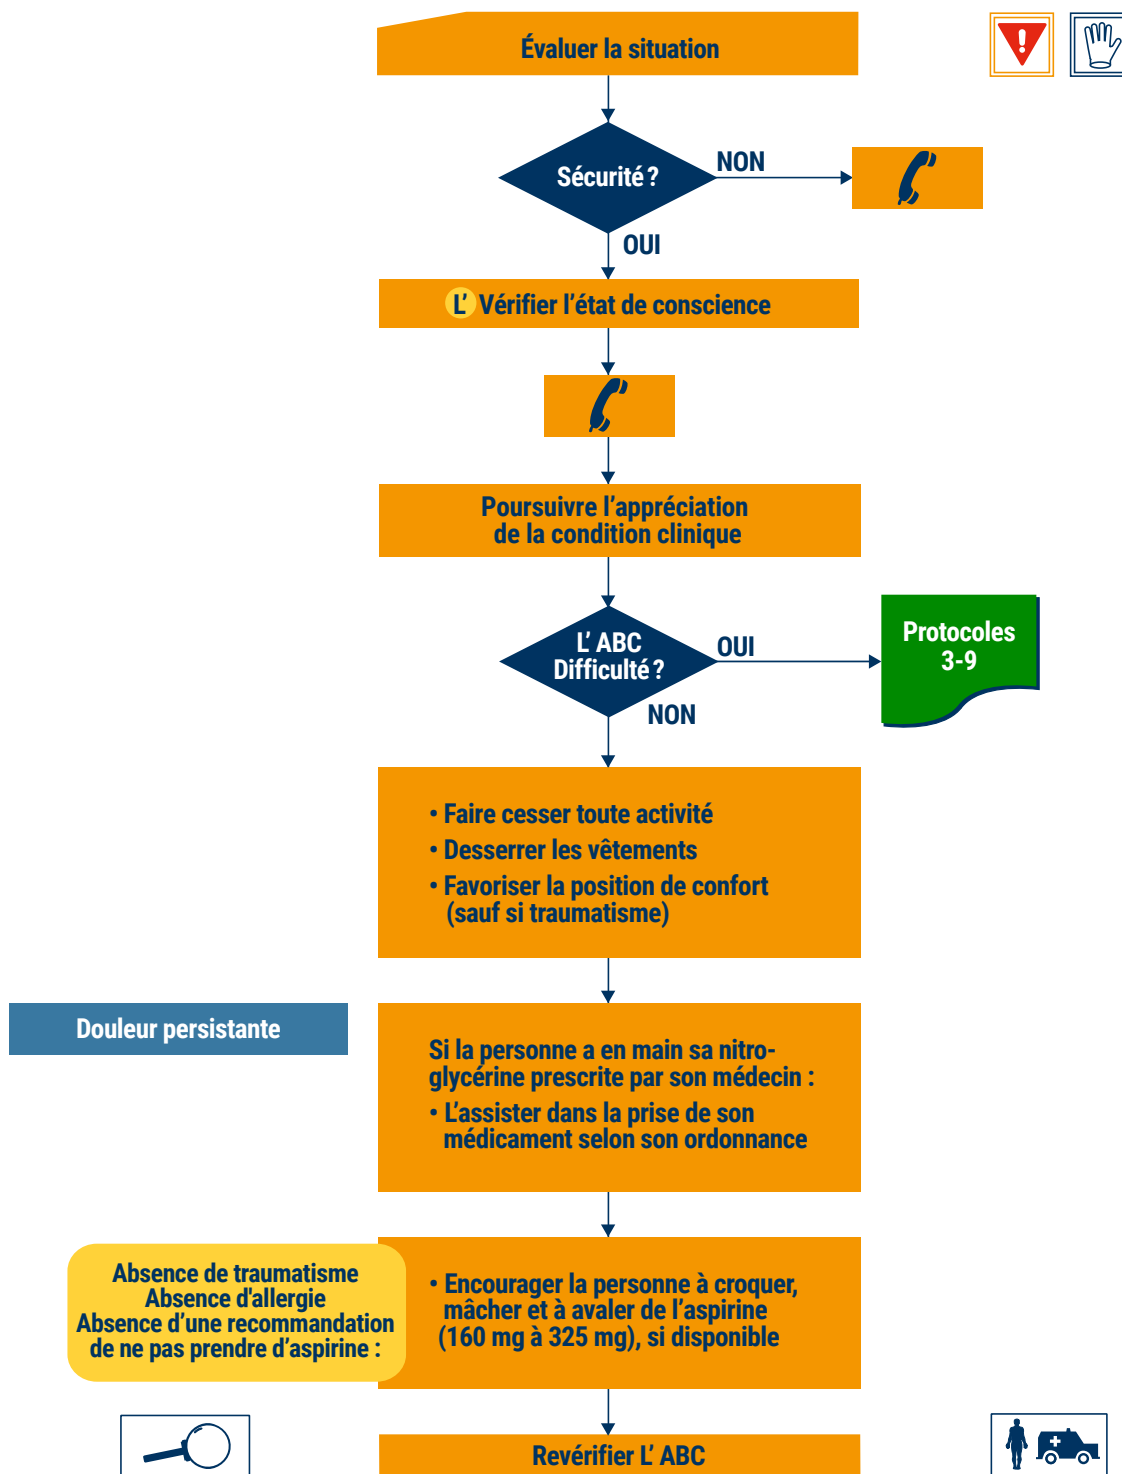 Évaluer la situation
Sécurité ?
NON
OUI
L' Vérifier l'état de conscience
Poursuivre l'appréciation
de la condition clinique
L' ABC
Difficulté ?
OUI
Protocoles
3-9
NON
• Faire cesser toute activité
• Desserrer les vêtements
• Favoriser la position de confort
(sauf si traumatisme)
Douleur persistante
Si la personne a en main sa nitro-
glycérine prescrite par son médecin :
• L'assister dans la prise de son
médicament selon son ordonnance
Absence de traumatisme
Absence d'allergie
Absence d'une recommandation
de ne pas prendre d'aspirine :
• Encourager la personne à croquer,
mâcher et à avaler de l'aspirine
(160 mg à 325 mg), si disponible
Revérifier L' ABC